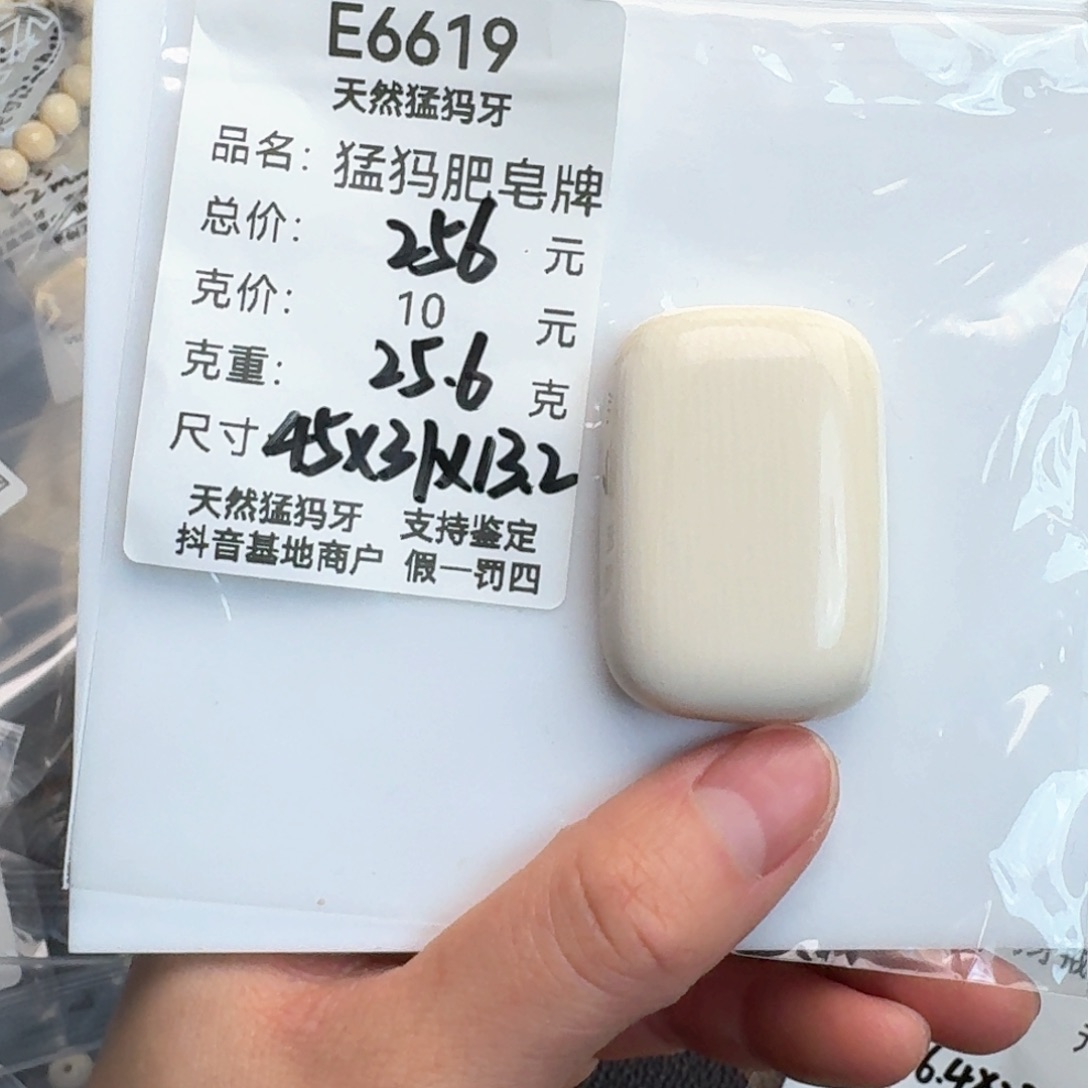 E6619
天然猛犸牙
品名: 猛犸肥皂牌
总价: 256 元
克价: 10 元
克重: 25.6 克
尺寸 45x31x13.2
天然猛犸牙 支持鉴定
抖音基地商户 假一罚四
6.4x